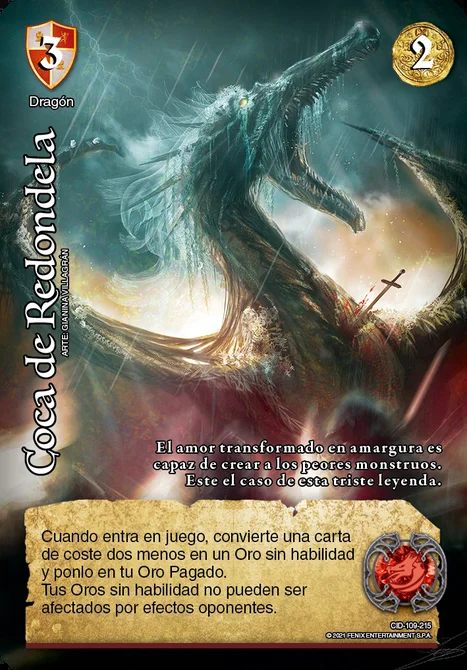 3
2
Dragón
Coca de Redondela
ARTE: GIANINA VILLAGRÁN
El amor transformado en amargura es
capaz de crear a los peores monstruos.
Este el caso de esta triste leyenda.
Cuando entra en juego, convierte una carta
de coste dos menos en un Oro sin habilidad
y ponlo en tu Oro Pagado.
Tus Oros sin habilidad no pueden ser
afectados por efectos oponentes.
CID-109-215
© 2021 FENIX ENTERTAINMENT S.P.A.